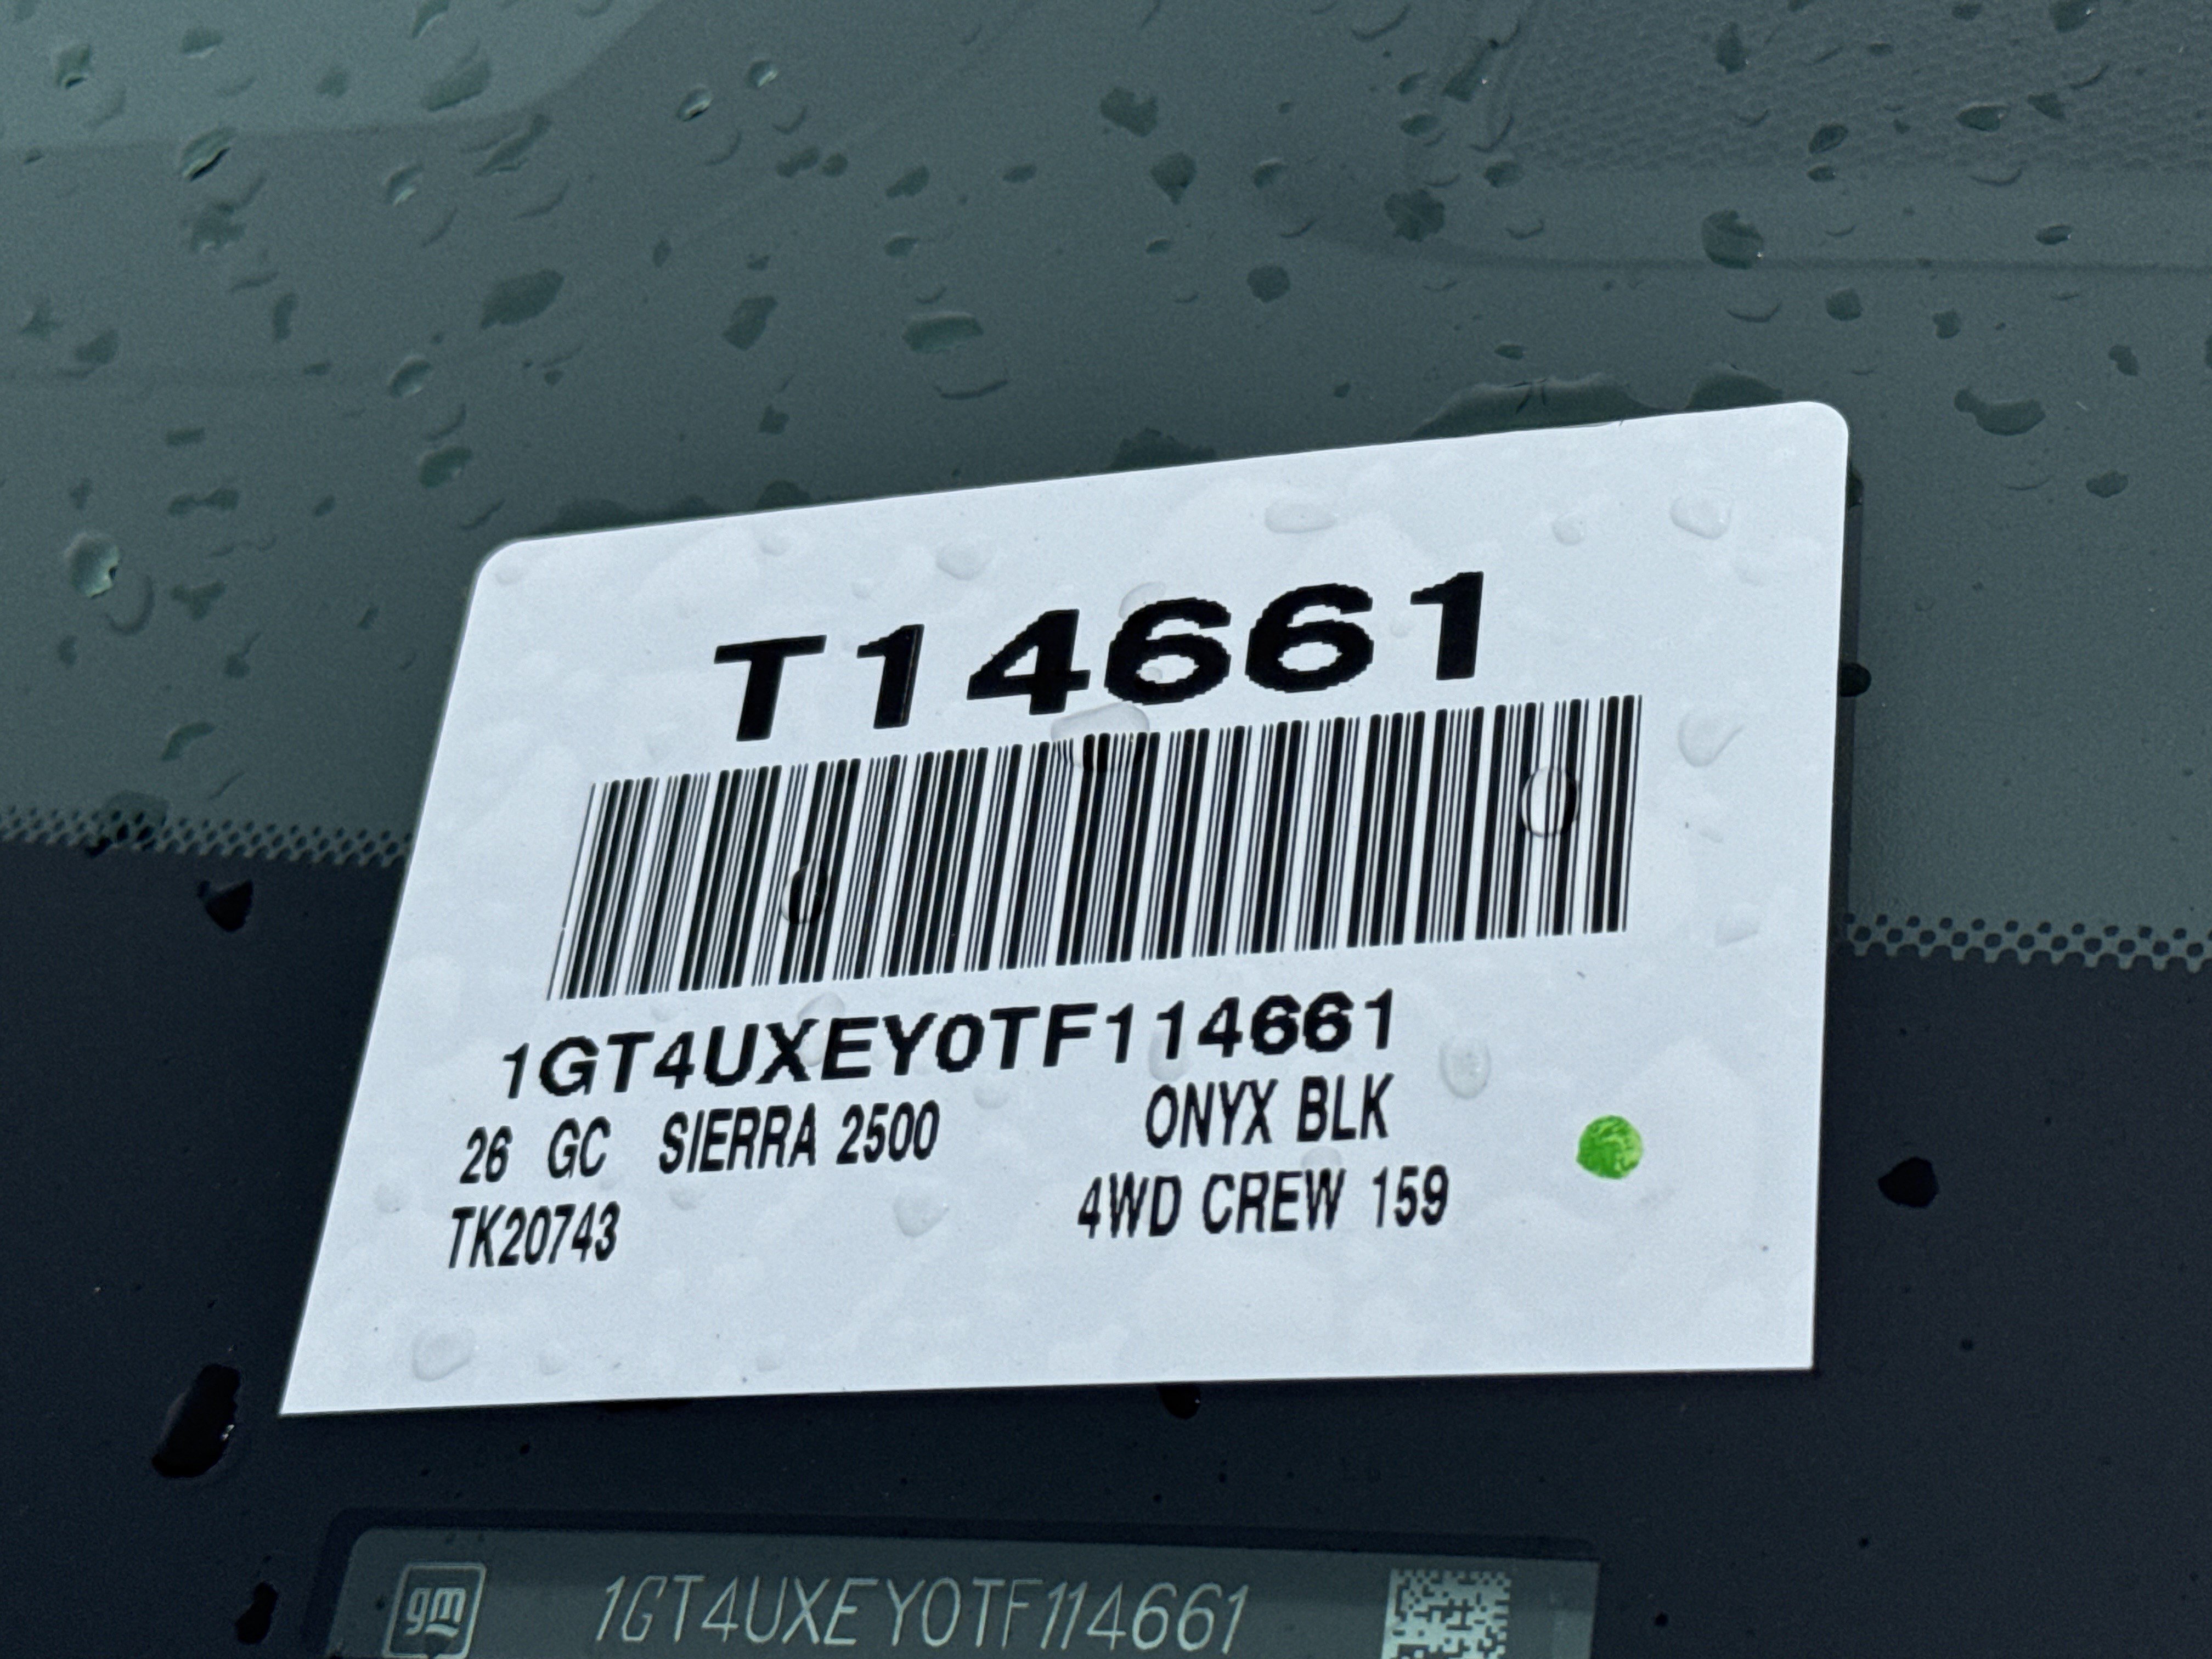 T14661
1GT4UXEY0TF114661
26 GC SIERRA 2500 ONYX BLK
TK20743 4WD CREW 159
gm 1GT4UXEY0TF114661